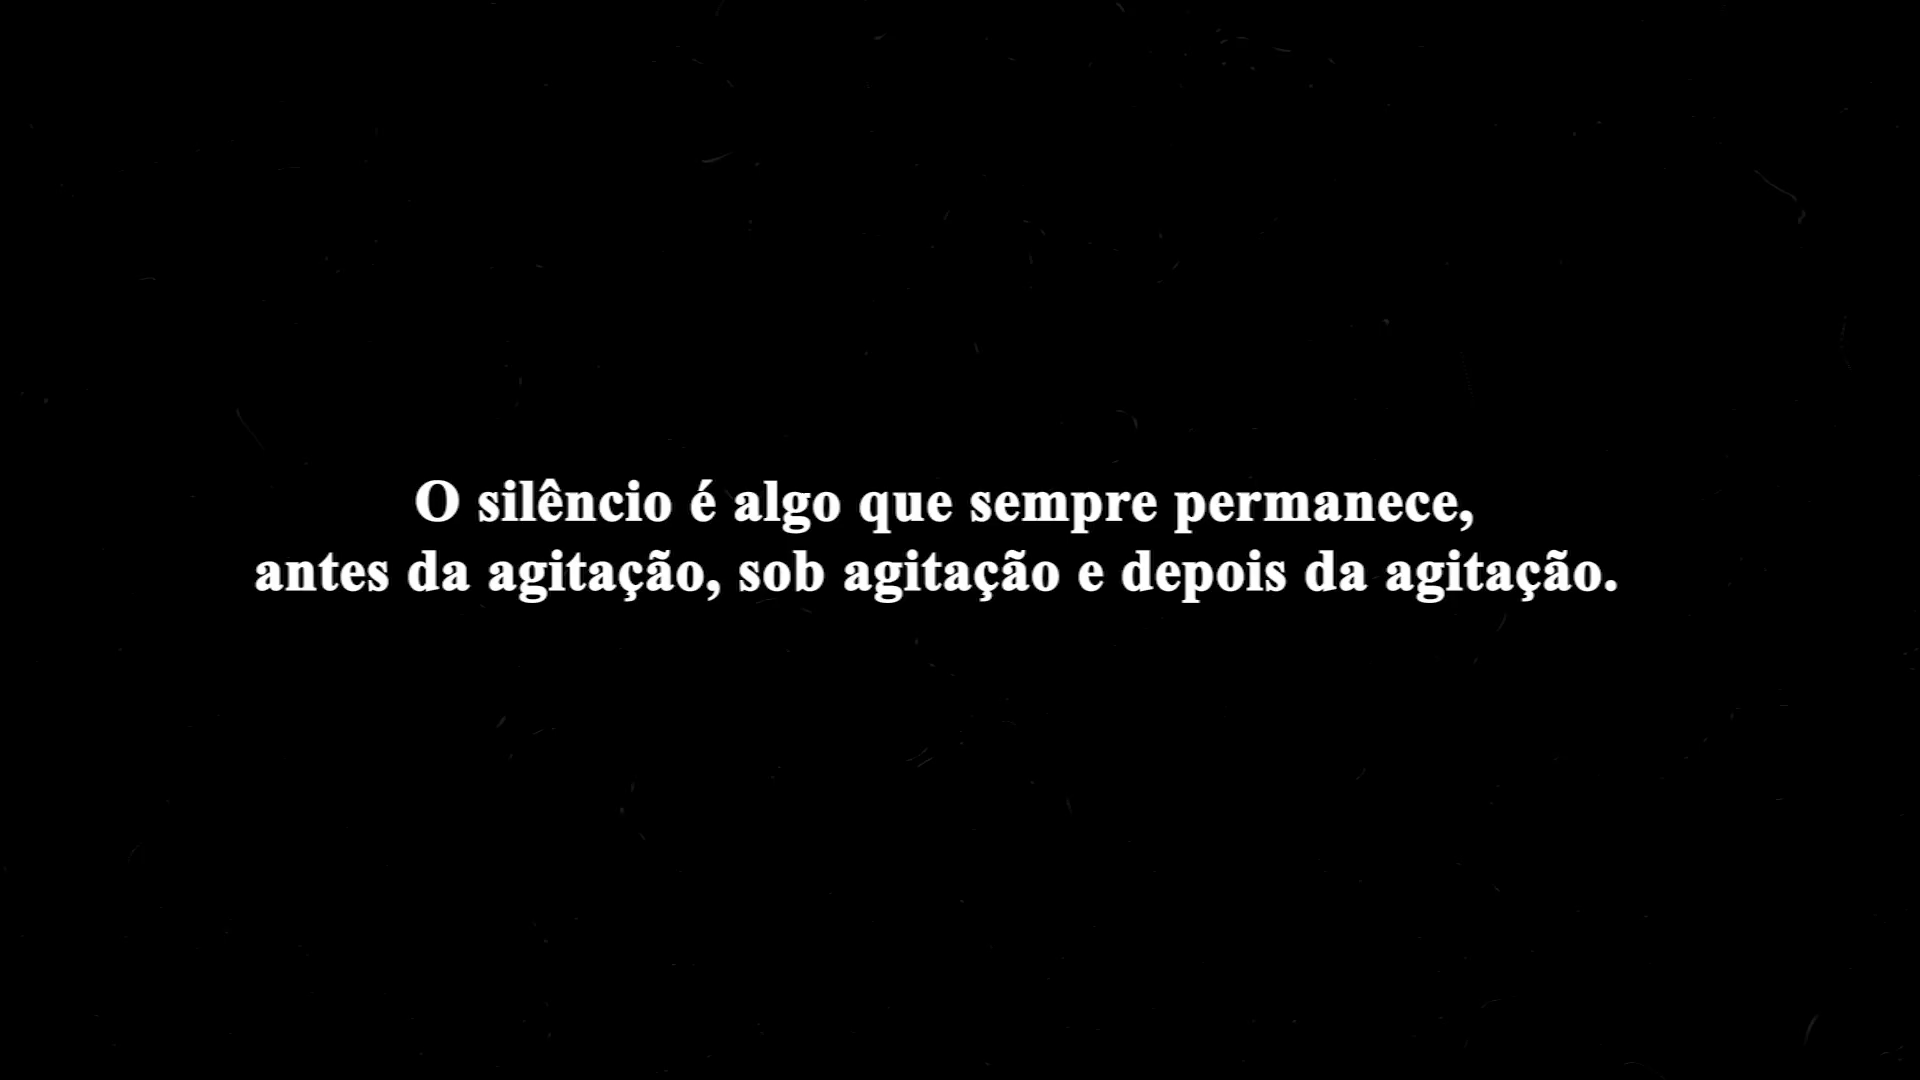 O silêncio é algo que sempre permanece,
antes da agitação, sob agitação e depois da agitação.